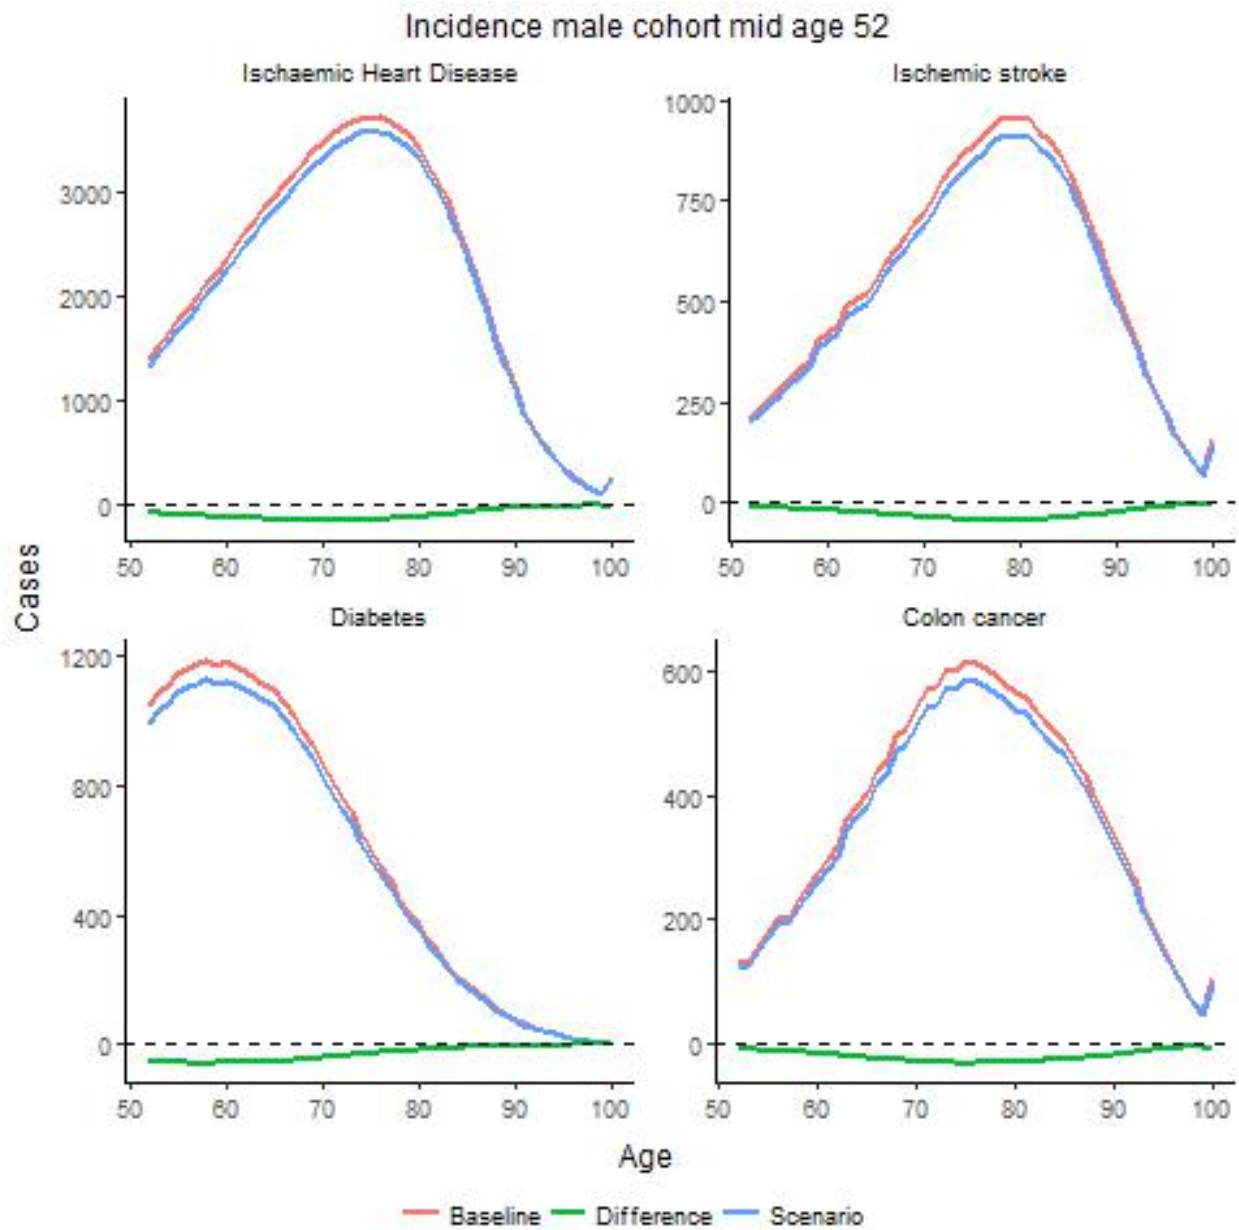 Incidence male cohort mid age 52
Ischaemic Heart Disease
Ischemic stroke
3000
2000
1000
0
50 60 70 80 90 100
1000
750
500
250
0
50 60 70 80 90 100
Cases
Diabetes
Colon cancer
1200
800
400
0
50 60 70 80 90 100
600
400
200
0
50 60 70 80 90 100
Age
Baseline Difference Scenario